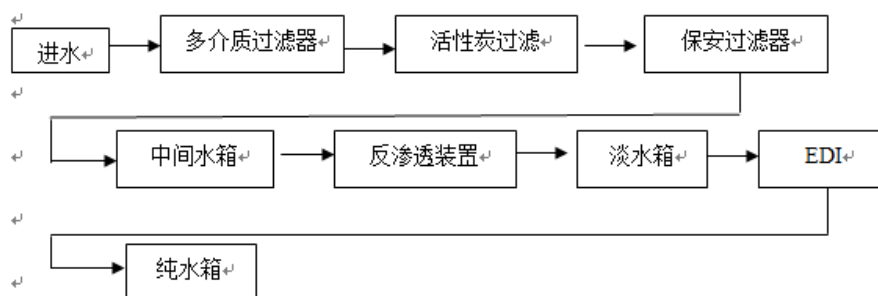 进水
多介质过滤器
活性炭过滤
保安过滤器
中间水箱
反渗透装置
淡水箱
EDI
纯水箱